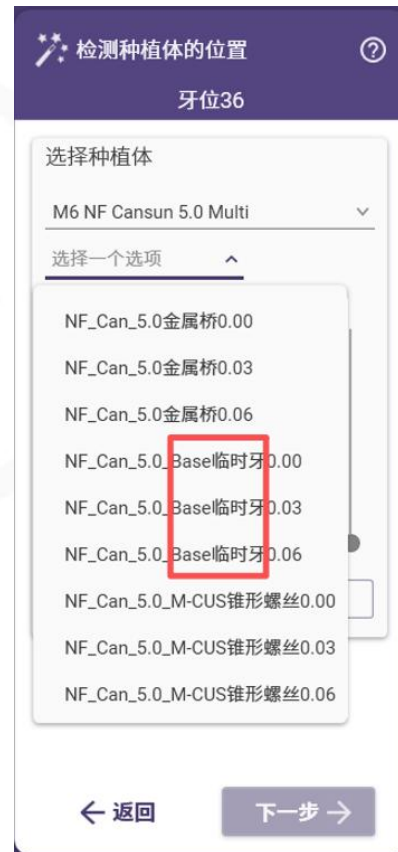 检测种植体的位置
牙位36
选择种植体
M6 NF Cansun 5.0 Multi
选择一个选项
NF_Can_5.0金属桥0.00
NF_Can_5.0金属桥0.03
NF_Can_5.0金属桥0.06
NF_Can_5.0_Base临时牙0.00
NF_Can_5.0_Base临时牙0.03
NF_Can_5.0_Base临时牙0.06
NF_Can_5.0_M-CUS锥形螺丝0.00
NF_Can_5.0_M-CUS锥形螺丝0.03
NF_Can_5.0_M-CUS锥形螺丝0.06
返回 下一步